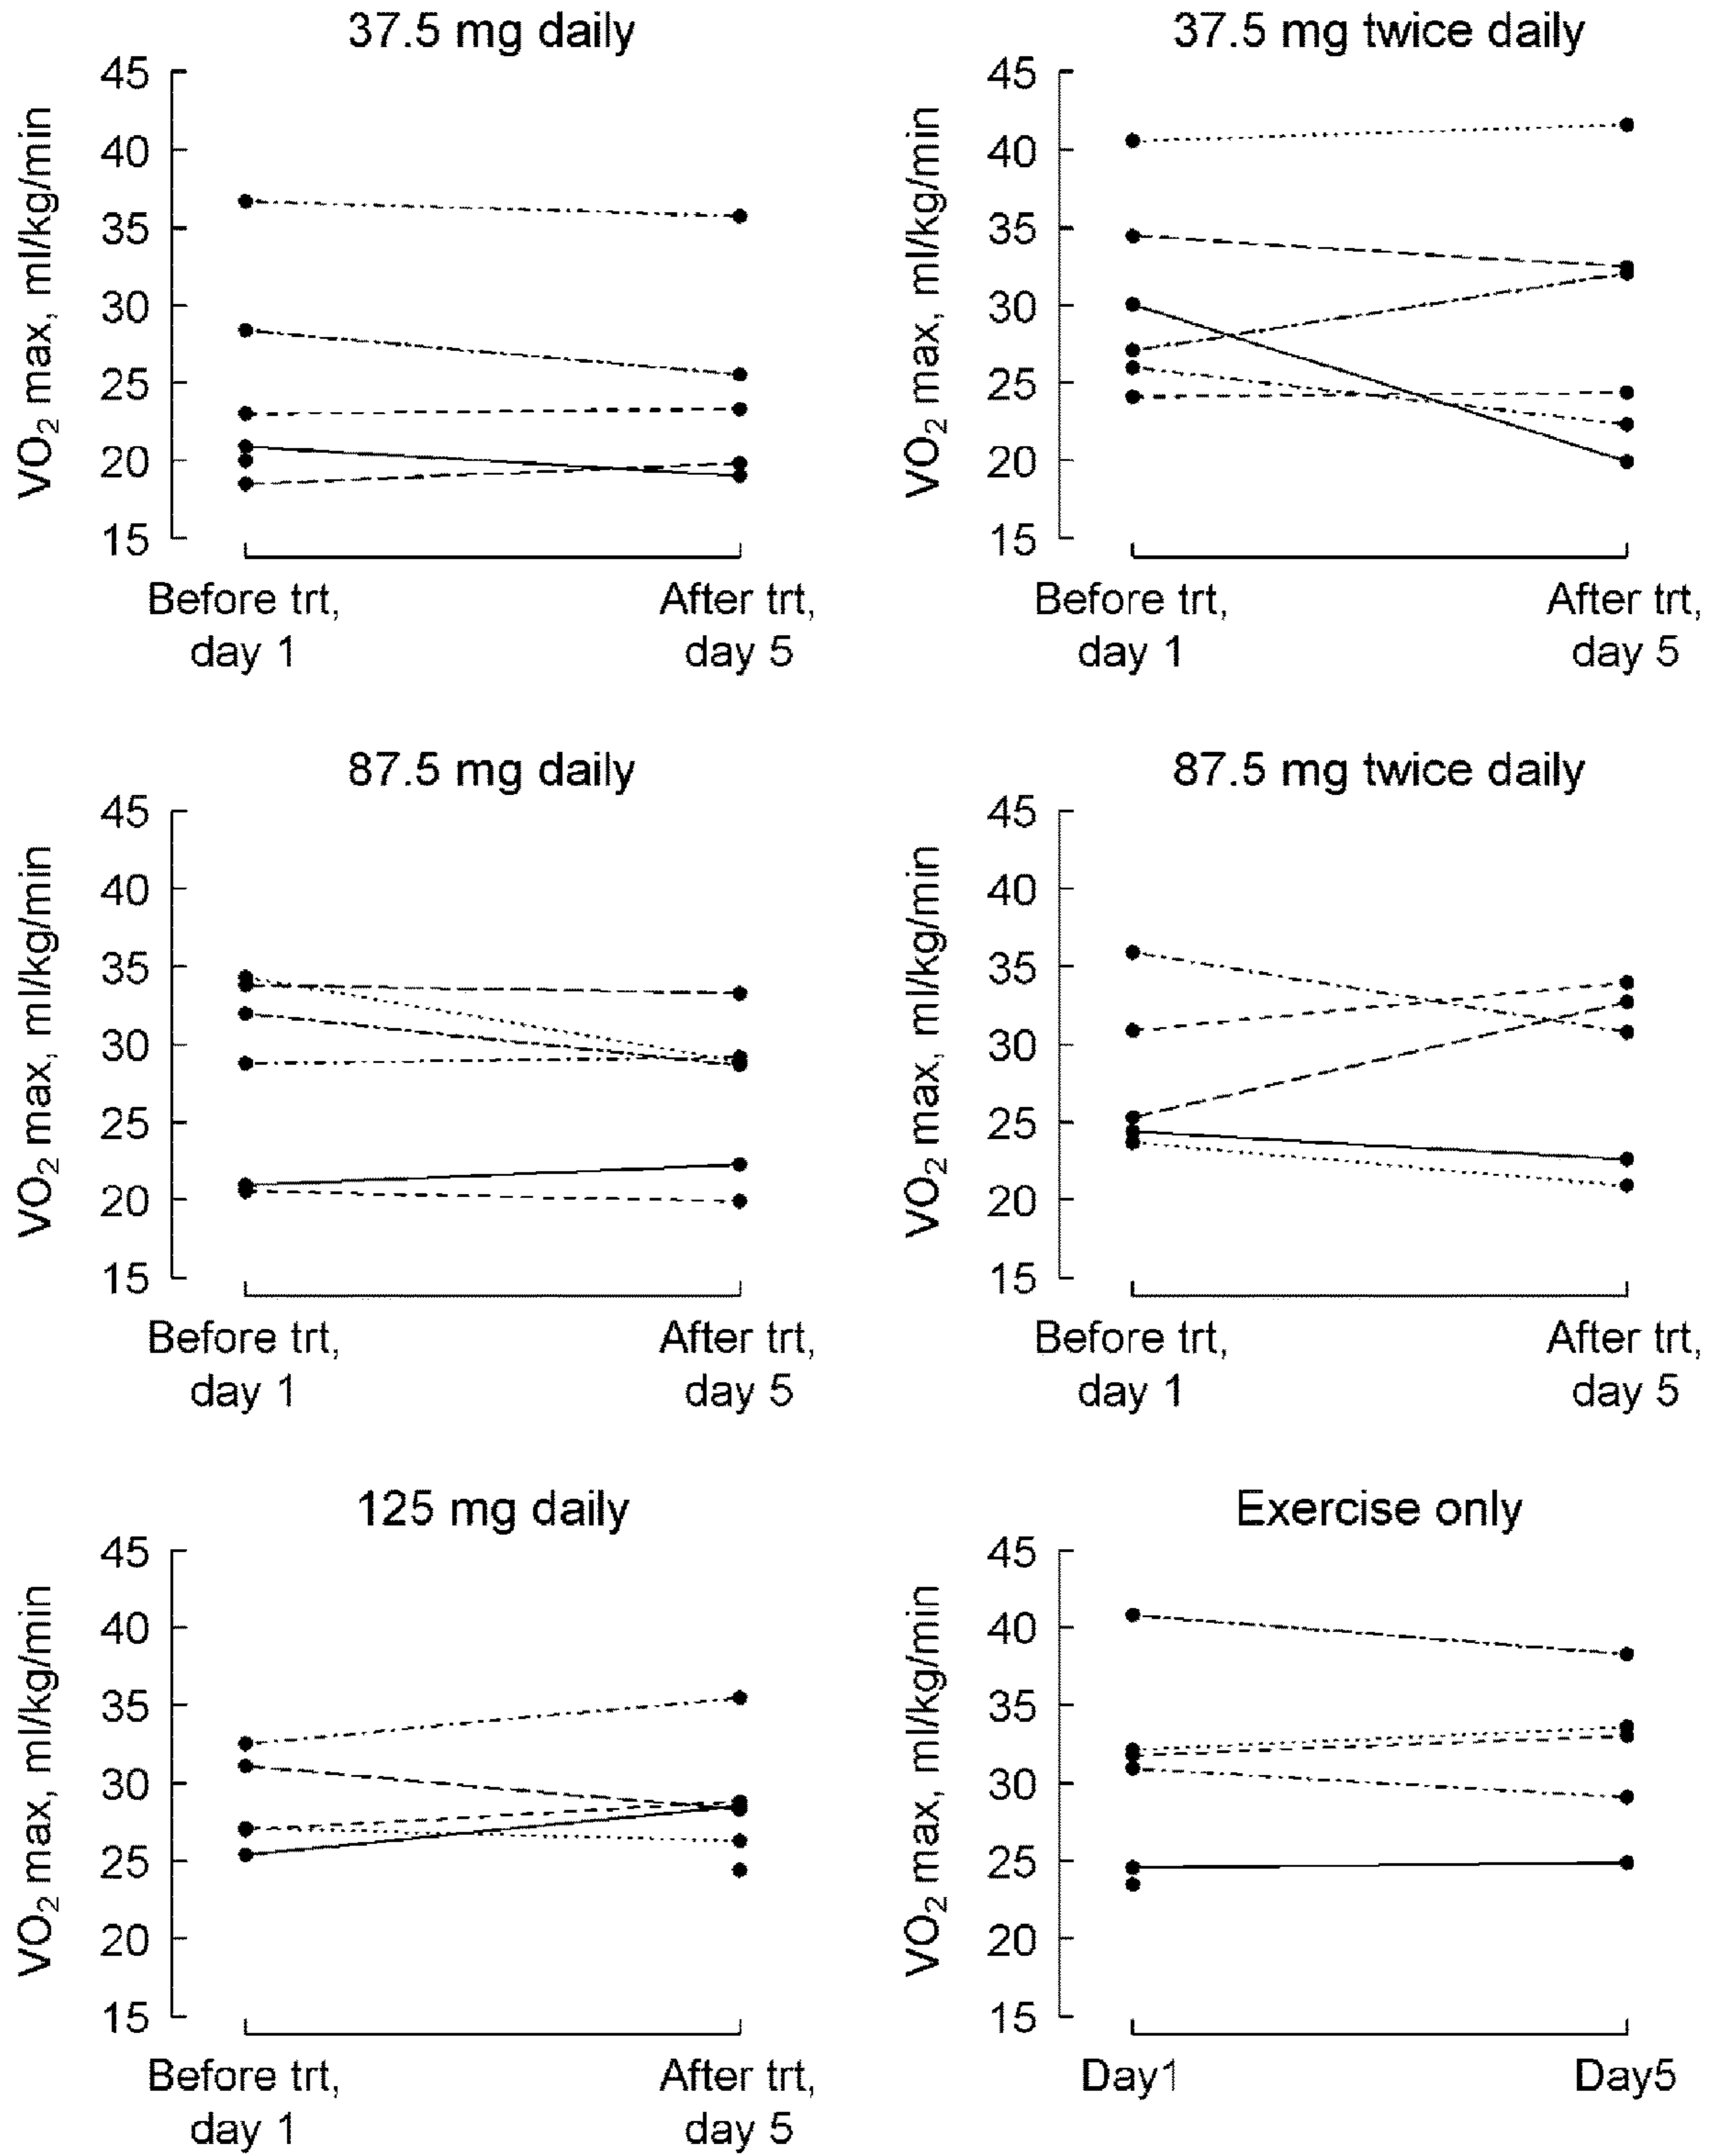 37.5 mg daily
VO₂ max, ml/kg/min
45
40
35
30
25
20
15
Before trt,
day 1
After trt,
day 5
37.5 mg twice daily
VO₂ max, ml/kg/min
45
40
35
30
25
20
15
Before trt,
day 1
After trt,
day 5
87.5 mg daily
VO₂ max, ml/kg/min
45
40
35
30
25
20
15
Before trt,
day 1
After trt,
day 5
87.5 mg twice daily
VO₂ max, ml/kg/min
45
40
35
30
25
20
15
Before trt,
day 1
After trt,
day 5
125 mg daily
VO₂ max, ml/kg/min
45
40
35
30
25
20
15
Before trt,
day 1
After trt,
day 5
Exercise only
VO₂ max, ml/kg/min
45
40
35
30
25
20
15
Day1
Day5